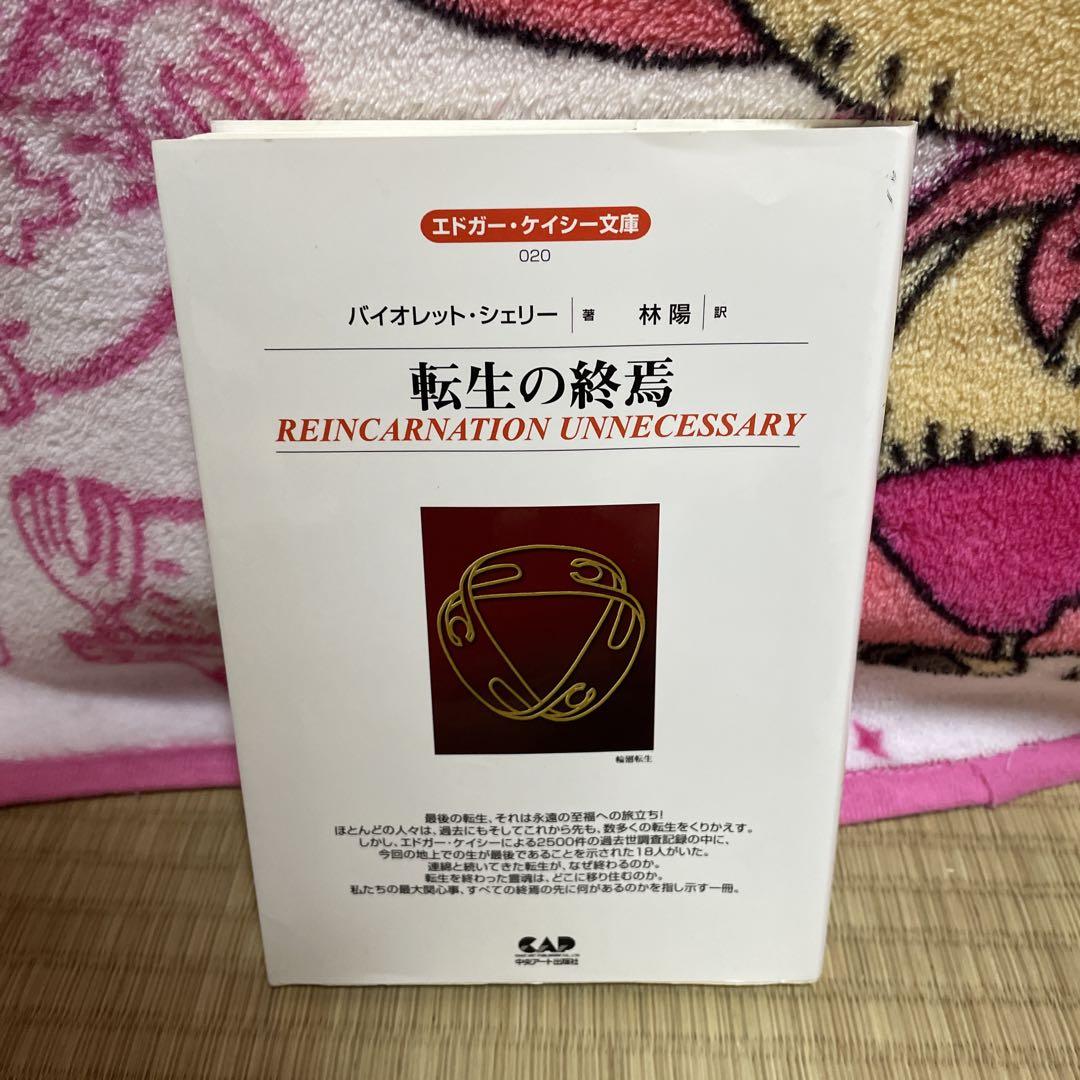 エドガー・ケイシー文庫
020
バイオレット・シェリー 著 林 陽 訳
転生の終焉
REINCARNATION UNNECESSARY
輪廻転生
最後の転生、それは永遠の至福への旅立ち!
ほとんどの人々は、過去にもそしてこれから先も、数多くの転生をくりかえす。
しかし、エドガー・ケイシーによる2500件の過去世調査記録の中に、
今回の地上での生が最後であることを示された18人がいた。
連綿と続いてきた転生が、なぜ終わるのか。
転生を終わった霊魂は、どこに移り住むのか。
私たちの最大関心事、すべての終焉の先に何があるのかを指し示す一冊。
CAP
中央アート出版社